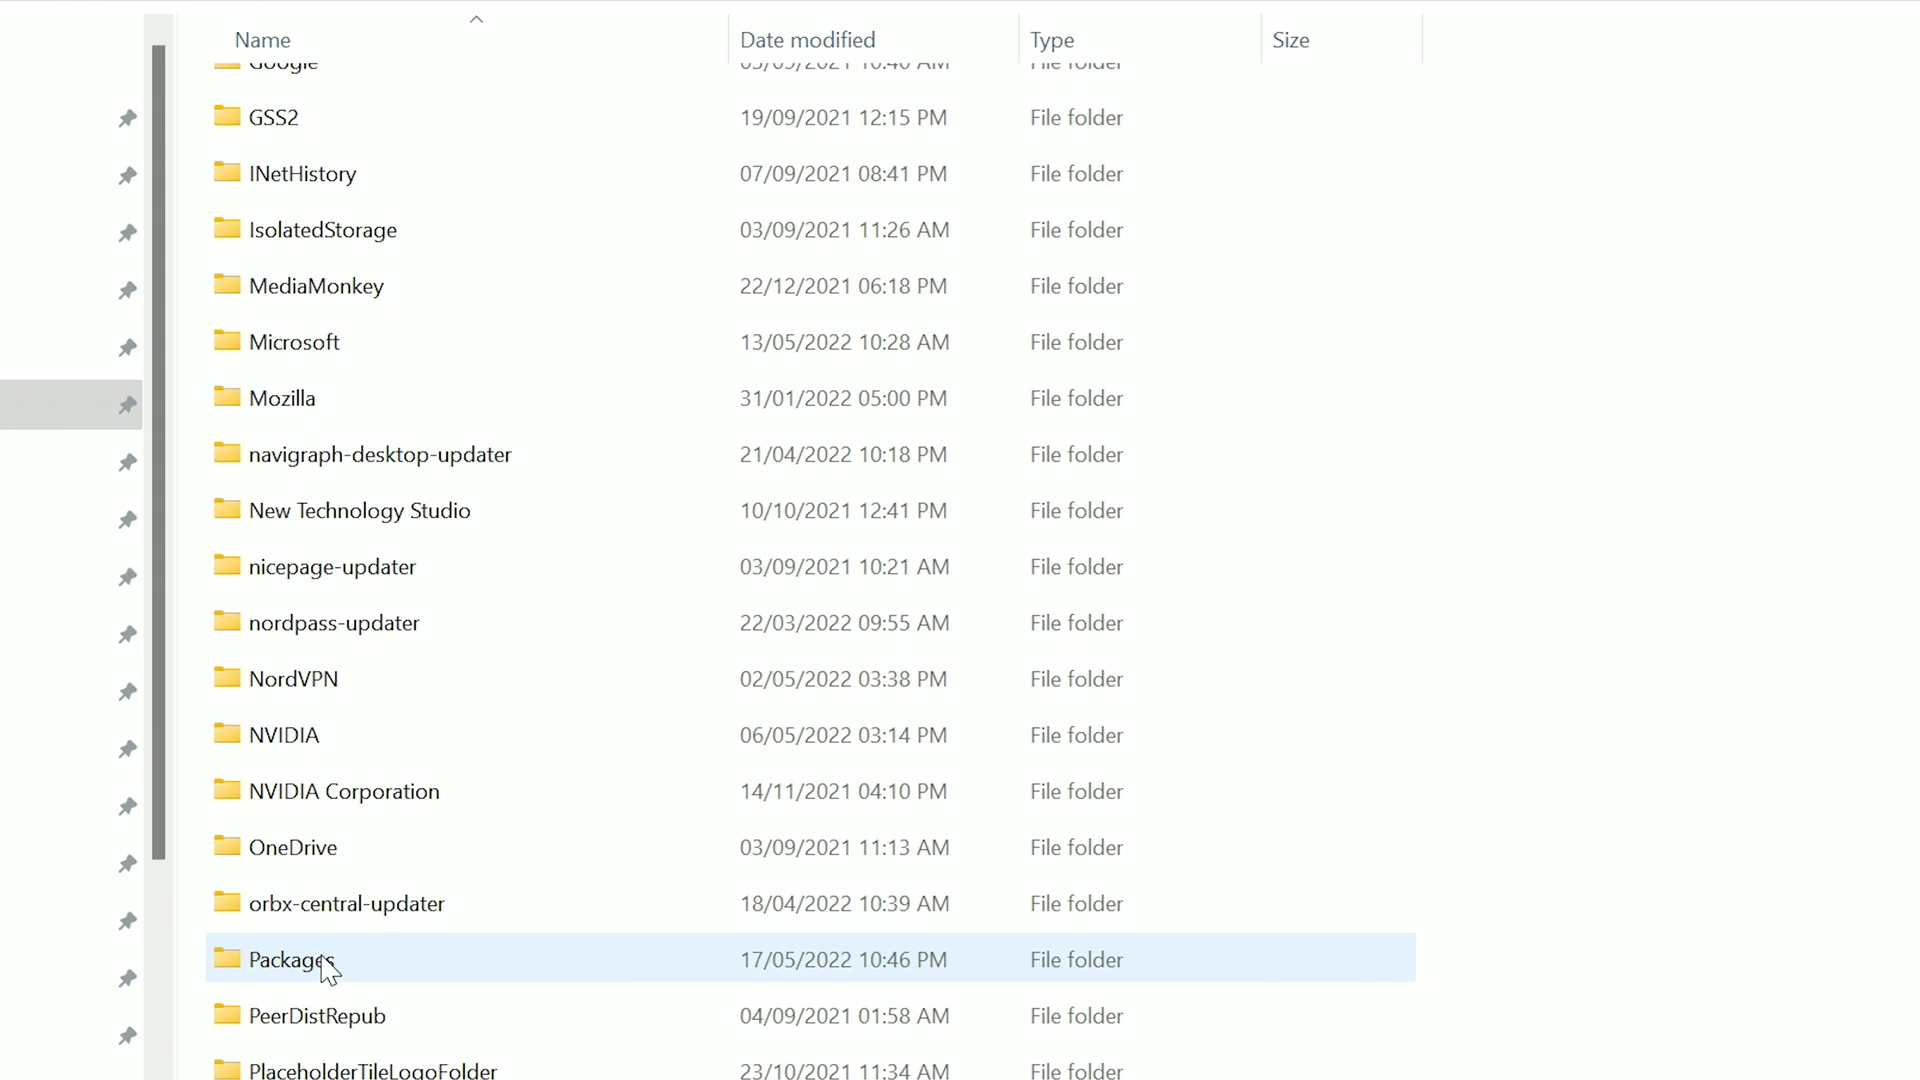 Name Date modified Type Size
Google 03/09/2021 10:40 AM File folder
GSS2 19/09/2021 12:15 PM File folder
INetHistory 07/09/2021 08:41 PM File folder
IsolatedStorage 03/09/2021 11:26 AM File folder
MediaMonkey 22/12/2021 06:18 PM File folder
Microsoft 13/05/2022 10:28 AM File folder
Mozilla 31/01/2022 05:00 PM File folder
navigraph-desktop-updater 21/04/2022 10:18 PM File folder
New Technology Studio 10/10/2021 12:41 PM File folder
nicepage-updater 03/09/2021 10:21 AM File folder
nordpass-updater 22/03/2022 09:55 AM File folder
NordVPN 02/05/2022 03:38 PM File folder
NVIDIA 06/05/2022 03:14 PM File folder
NVIDIA Corporation 14/11/2021 04:10 PM File folder
OneDrive 03/09/2021 11:13 AM File folder
orbx-central-updater 18/04/2022 10:39 AM File folder
Packages 17/05/2022 10:46 PM File folder
PeerDistRepub 04/09/2021 01:58 AM File folder
PlaceholderTileLogoFolder 23/10/2021 11:34 AM File folder